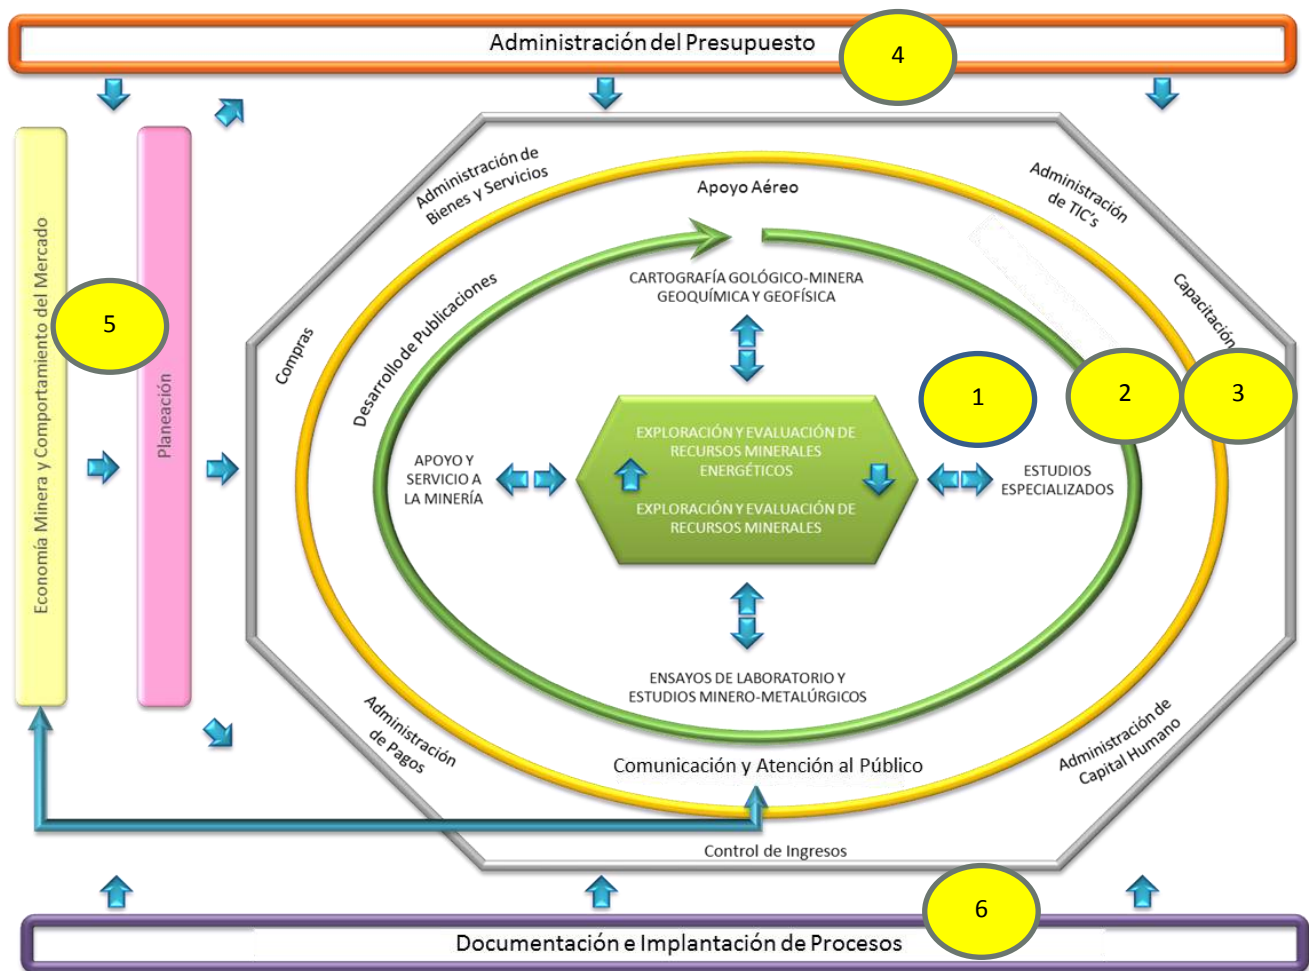 Administración del Presupuesto
4
Economía Minera y Comportamiento del Mercado
5
Planeación
Administración de
Bienes y Servicios
Apoyo Aéreo
Administración
de TIC's
Capacitación
Compras
Desarrollo de Publicaciones
CARTOGRAFÍA GOLÓGICO-MINERA
GEOQUÍMICA Y GEOFÍSICA
1
2
3
EXPLORACIÓN Y EVALUACIÓN DE
RECURSOS MINERALES
ENERGÉTICOS
EXPLORACIÓN Y EVALUACIÓN DE
RECURSOS MINERALES
APOYO Y
SERVICIO A
LA MINERÍA
ESTUDIOS
ESPECIALIZADOS
ENSAYOS DE LABORATORIO Y
ESTUDIOS MINERO-METALÚRGICOS
Administración
de Pagos
Comunicación y Atención al Público
Administración de
Capital Humano
Control de Ingresos
6
Documentación e Implantación de Procesos